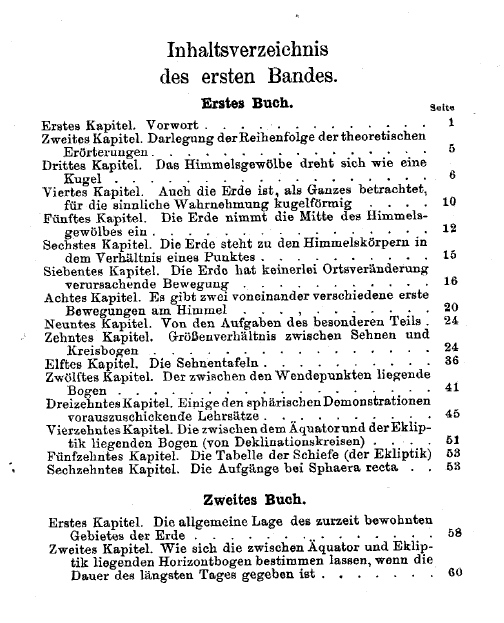 Inhaltsverzeichnis
des ersten Bandes.
Erstes Buch.
Seite
Erstes Kapitel. Vorwort . . . . . . . . . . . . . 1
Zweites Kapitel. Darlegung der Reihenfolge der theoretischen
Erörterungen . . . . . . . . . . . . . . . 5
Drittes Kapitel. Das Himmelsgewölbe dreht sich wie eine
Kugel . . . . . . . . . . . . . . . . . 6
Viertes Kapitel. Auch die Erde ist, als Ganzes betrachtet,
für die sinnliche Wahrnehmung kugelförmig . . . . 10
Fünftes Kapitel. Die Erde nimmt die Mitte des Himmels-
gewölbes ein . . . . . . . . . . . . . . . 12
Sechstes Kapitel. Die Erde steht zu den Himmelskörpern in
dem Verhältnis eines Punktes . . . . . . . . . 15
Siebentes Kapitel. Die Erde hat keinerlei Ortsveränderung
verursachende Bewegung . . . . . . . . . . 16
Achtes Kapitel. Es gibt zwei voneinander verschiedene erste
Bewegungen am Himmel . . . . . . . . . . 20
Neuntes Kapitel. Von den Aufgaben des besonderen Teils . 24
Zehntes Kapitel. Größenverhältnis zwischen Sehnen und
Kreisbogen . . . . . . . . . . . . . . . 24
Elftes Kapitel. Die Sehnentafeln . . . . . . . . . . 36
Zwölftes Kapitel. Der zwischen den Wendepunkten liegende
Bogen . . . . . . . . . . . . . . . . . 41
Dreizehntes Kapitel. Einige den sphärischen Demonstrationen
vorauszuschickende Lehrsätze . . . . . . . . . 45
Vierzehntes Kapitel. Die zwischen dem Äquator und der Eklip-
tik liegenden Bogen (von Deklinationskreisen) . . . . 51
Fünfzehntes Kapitel. Die Tabelle der Schiefe (der Ekliptik) 53
Sechzehntes Kapitel. Die Aufgänge bei Sphaera recta . . 53
Zweites Buch.
Erstes Kapitel. Die allgemeine Lage des zurzeit bewohnten
Gebietes der Erde . . . . . . . . . . . . . 58
Zweites Kapitel. Wie sich die zwischen Äquator und Eklip-
tik liegenden Horizontbogen bestimmen lassen, wenn die
Dauer des längsten Tages gegeben ist . . . . . . . 60